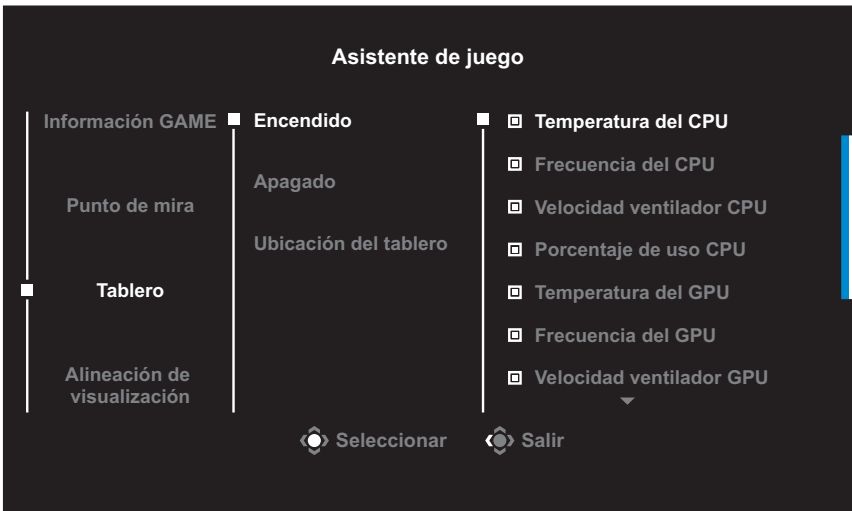 Asistente de juego
Información GAME
Punto de mira
Tablero
Alineación de
visualización
Encendido
Apagado
Ubicación del tablero
Temperatura del CPU
Frecuencia del CPU
Velocidad ventilador CPU
Porcentaje de uso CPU
Temperatura del GPU
Frecuencia del GPU
Velocidad ventilador GPU
Seleccionar
Salir